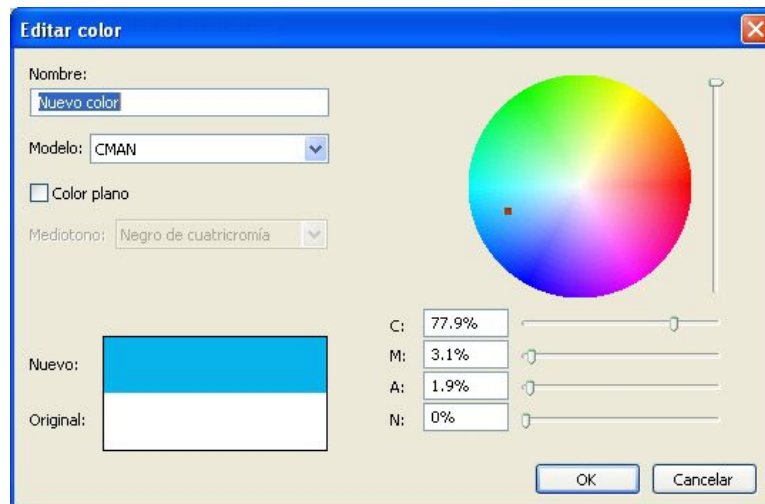 Editar color
Nombre:
Nuevo color
Modelo: CMAN
Color plano
Mediotono: Negro de cuatricromía
C: 77.9%
M: 3.1%
A: 1.9%
N: 0%
Nuevo:
Original:
OK Cancelar